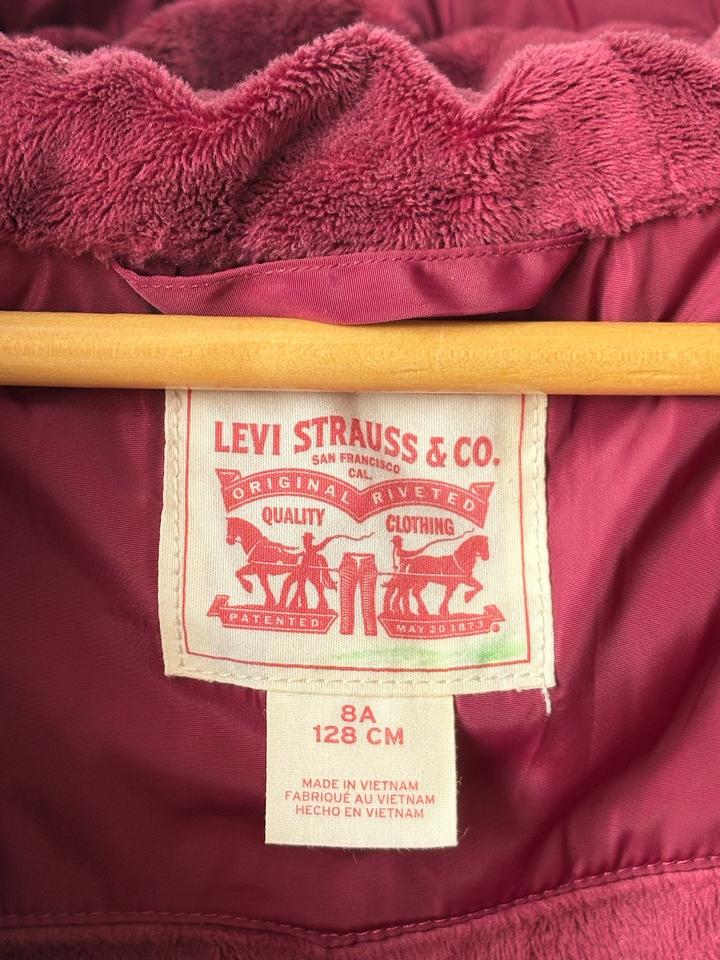 LEVI STRAUSS & CO.
SAN FRANCISCO
CAL.
ORIGINAL RIVETED
QUALITY CLOTHING
PATENTED MAY 20 1873
8A
128 CM
MADE IN VIETNAM
FABRIQUÉ AU VIETNAM
HECHO EN VIETNAM